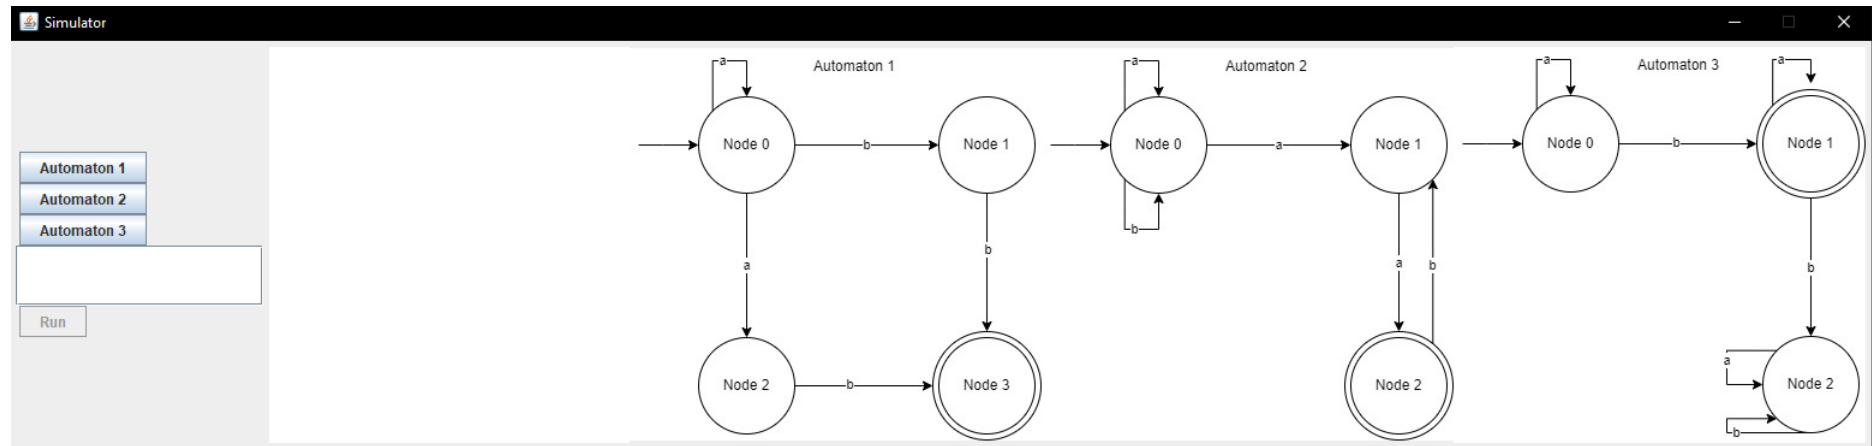 Simulator
Automaton 1
Automaton 2
Automaton 3
Run
Automaton 1
a
Node 0
b
Node 1
a
b
Node 2
b
Node 3
Automaton 2
a
Node 0
a
Node 1
b
a
b
Node 2
Automaton 3
a
a
Node 0
b
Node 1
b
a
Node 2
b